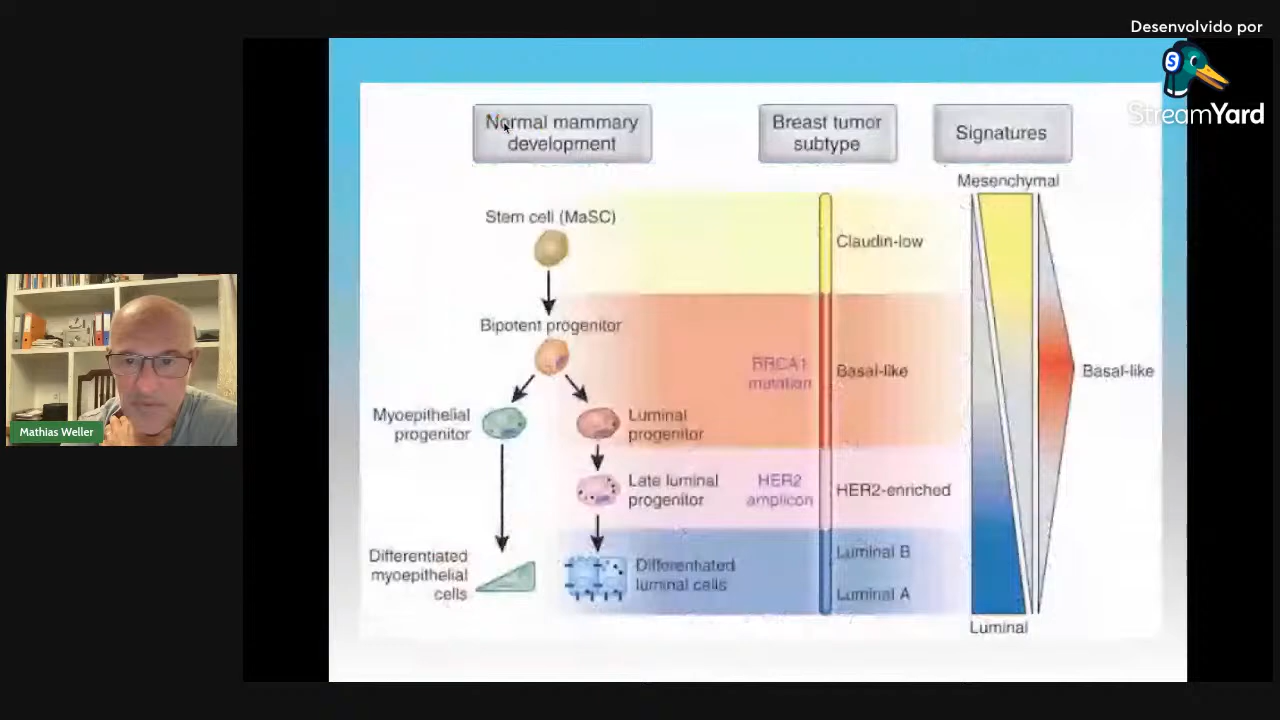 Desenvolvido por
StreamYard
Normal mammary
development
Breast tumor
subtype
Signatures
Mesenchymal
Stem cell (MaSC)
Claudin-low
Bipotent progenitor
BRCA1
mutation
Basal-like
Basal-like
Myoepithelial
progenitor
Luminal
progenitor
Late luminal
progenitor
HER2
amplicon
HER2-enriched
Differentiated
myoepithelial
cells
Differentiated
luminal cells
Luminal B
Luminal A
Luminal
Mathias Weller